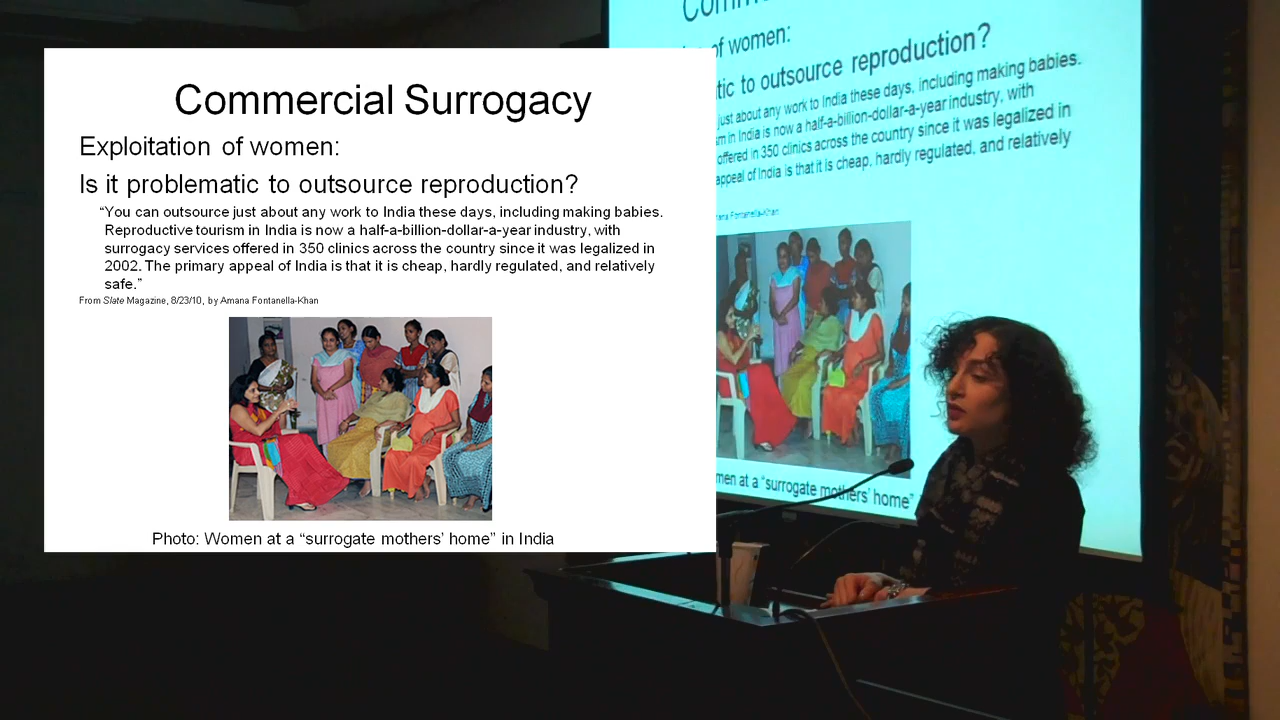 Commercial Surrogacy
Exploitation of women:
Is it problematic to outsource reproduction?
“You can outsource just about any work to India these days, including making babies.
Reproductive tourism in India is now a half-a-billion-dollar-a-year industry, with
surrogacy services offered in 350 clinics across the country since it was legalized in
2002. The primary appeal of India is that it is cheap, hardly regulated, and relatively
safe.”
From Slate Magazine, 8/23/10, by Amana Fontanella-Khan
Photo: Women at a “surrogate mothers’ home” in India
of women:
tic to outsource reproduction?
just about any work to India these days, including making babies.
in India is now a half-a-billion-dollar-a-year industry, with
offered in 350 clinics across the country since it was legalized in
appeal of India is that it is cheap, hardly regulated, and relatively
Fontanella-Khan
men at a “surrogate mothers’ home”